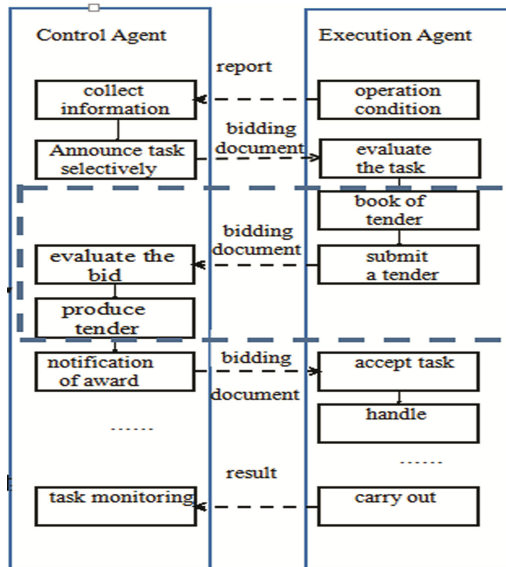 Control Agent
Execution Agent
report
collect
information
operation
condition
bidding
document
Announce task
selectively
evaluate
the task
book of
tender
bidding
document
evaluate the
bid
submit
a tender
produce
tender
notification
of award
bidding
document
accept task
handle
......
......
result
task monitoring
carry out